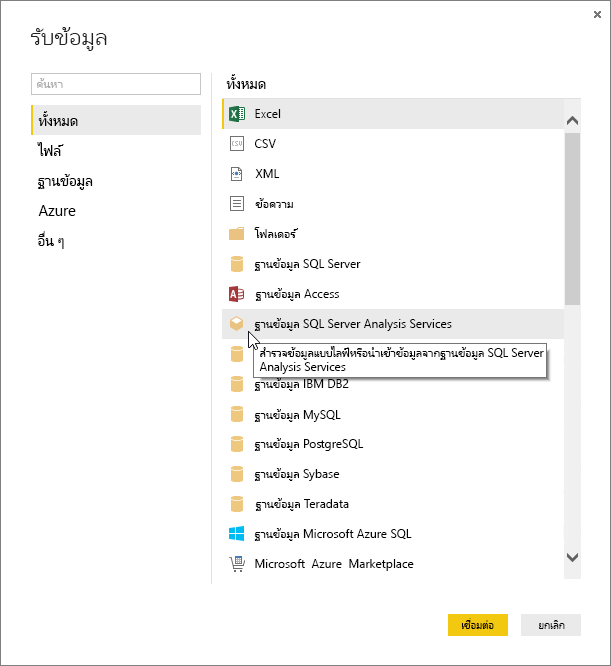 รับข้อมูล
ค้นหา
ทั้งหมด
ไฟล์
ฐานข้อมูล
Azure
อื่น ๆ
ทั้งหมด
Excel
CSV
CSV
XML
ข้อความ
โฟลเดอร์
ฐานข้อมูล SQL Server
ฐานข้อมูล Access
ฐานข้อมูล SQL Server Analysis Services
สำรวจข้อมูลแบบไลฟ์หรือนำเข้าข้อมูลจากฐานข้อมูล SQL Server
Analysis Services
ฐานข้อมูล IBM DB2
ฐานข้อมูล MySQL
ฐานข้อมูล PostgreSQL
ฐานข้อมูล Sybase
ฐานข้อมูล Teradata
ฐานข้อมูล Microsoft Azure SQL
Microsoft Azure Marketplace
เชื่อมต่อ
ยกเลิก